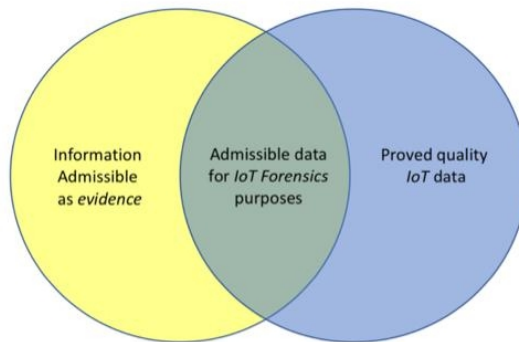 Information
Admissible
as evidence
Admissible data
for IoT Forensics
purposes
Proved quality
IoT data